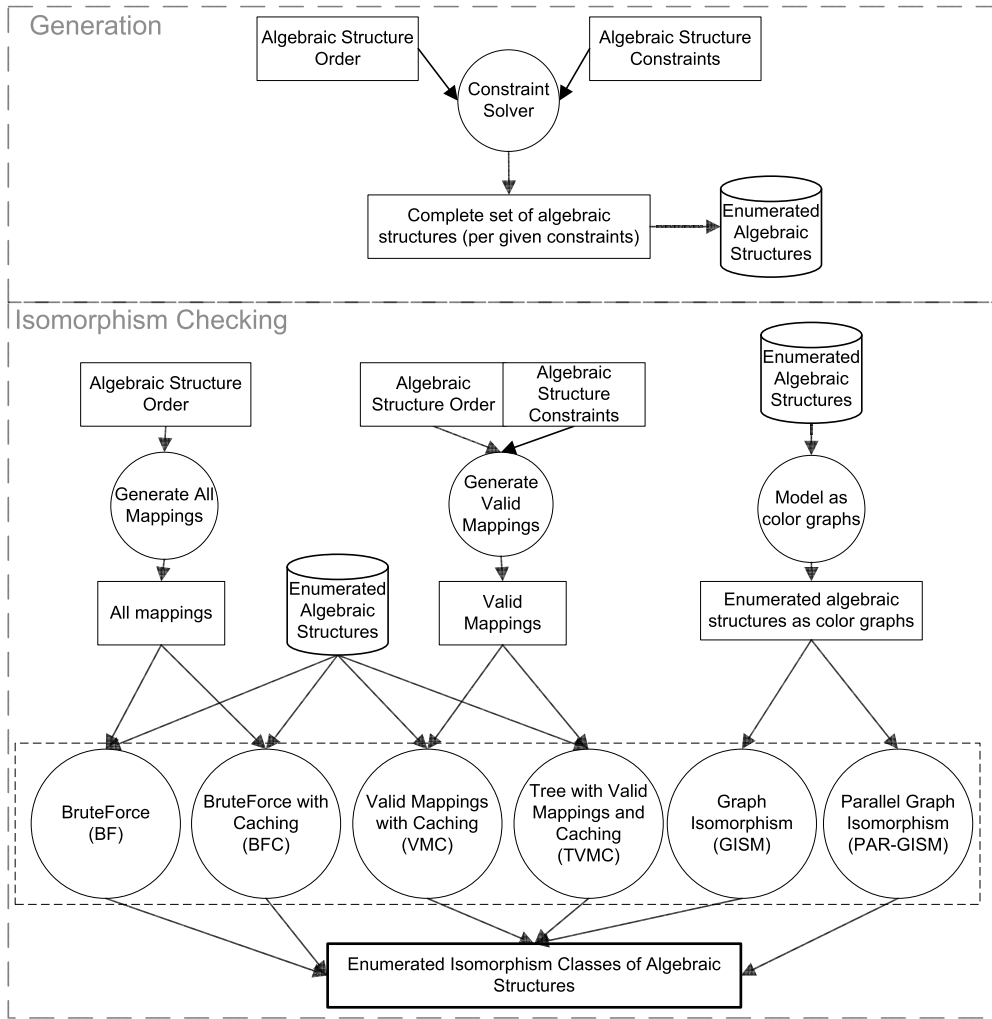 Generation
Algebraic Structure
Order
Algebraic Structure
Constraints
Constraint
Solver
Complete set of algebraic
structures (per given constraints)
Enumerated
Algebraic
Structures
Isomorphism Checking
Algebraic Structure
Order
Algebraic
Structure Order
Algebraic
Structure
Constraints
Enumerated
Algebraic
Structures
Generate All
Mappings
Generate
Valid
Mappings
Model as
color graphs
All mappings
Enumerated
Algebraic
Structures
Valid
Mappings
Enumerated algebraic
structures as color graphs
BruteForce
(BF)
BruteForce with
Caching
(BFC)
Valid Mappings
with Caching
(VMC)
Tree with Valid
Mappings and
Caching
(TVMC)
Graph
Isomorphism
(GISM)
Parallel Graph
Isomorphism
(PAR-GISM)
Enumerated Isomorphism Classes of Algebraic
Structures